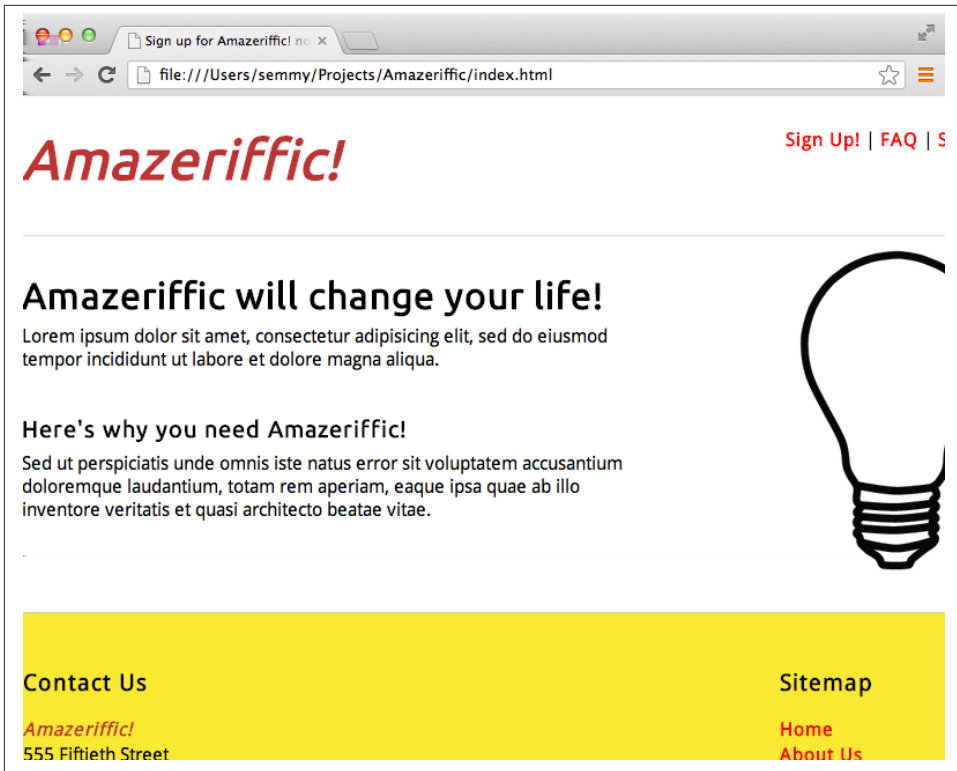 Sign up for Amazeriffic! no
file:///Users/semmy/Projects/Amazeriffic/index.html
Amazeriffic!
Sign Up! | FAQ | S
Amazeriffic will change your life!
Lorem ipsum dolor sit amet, consectetur adipisicing elit, sed do eiusmod
tempor incididunt ut labore et dolore magna aliqua.
Here's why you need Amazeriffic!
Sed ut perspiciatis unde omnis iste natus error sit voluptatem accusantium
doloremque laudantium, totam rem aperiam, eaque ipsa quae ab illo
inventore veritatis et quasi architecto beatae vitae.
Contact Us
Sitemap
Amazeriffic!
Home
555 Fiftieth Street
About Us